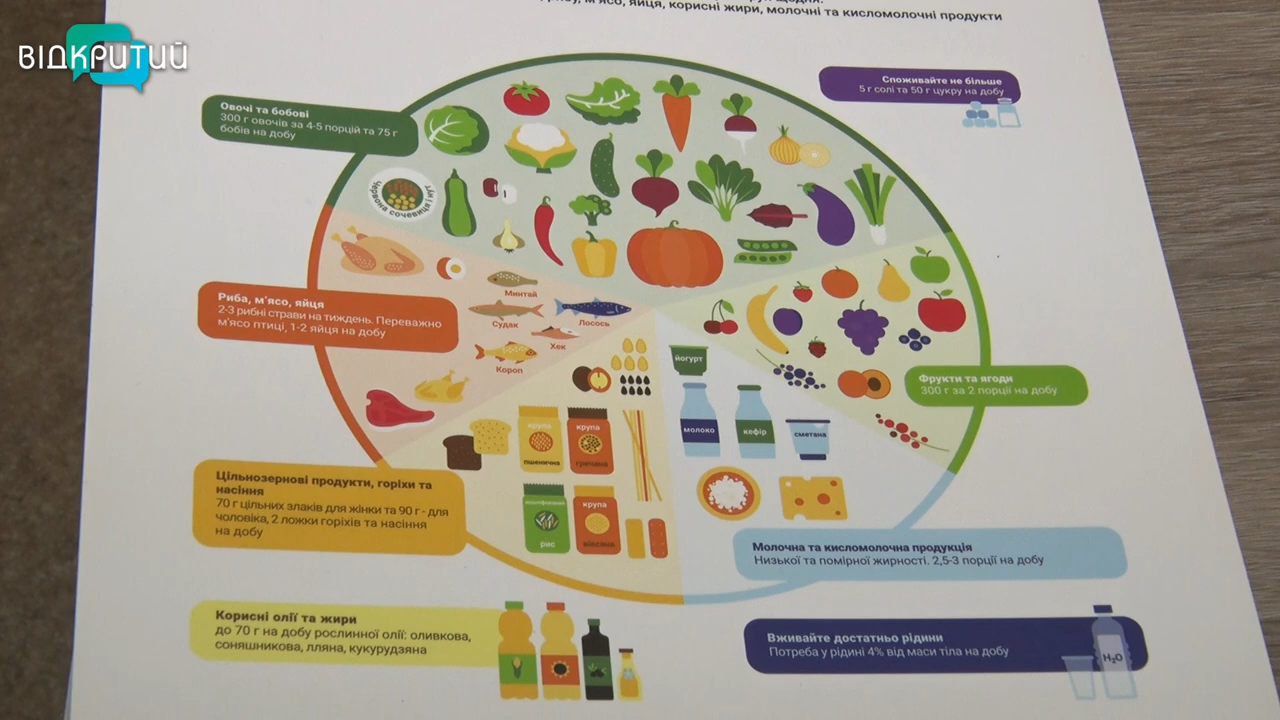 м'ясо, яйця, корисні жири, молочні та кисломолочні продукти
ВІДКРИТИЙ
Споживайте не більше
5 г солі та 50 г цукру на добу
Овочі та бобові
300 г овочів за 4-5 порцій та 75 г
бобів на добу
Червона сочевиця і нут
Риба, м'ясо, яйця
2-3 рибні страви на тиждень. Переважно
м'ясо птиці, 1-2 яйця на добу
Минтай
Судак
Лосось
Хек
Короп
йогурт
Фрукти та ягоди
300 г за 2 порції на добу
молоко
кефір
сметана
крупа
пшенична
крупа
гречана
Цільнозернові продукти, горіхи та
насіння
70 г цільних злаків для жінки та 90 г - для
чоловіка, 2 ложки горіхів та насіння
на добу
рис
крупа
вівсяна
Молочна та кисломолочна продукція
Низької та помірної жирності. 2,5-3 порції на добу
Корисні олії та жири
до 70 г на добу рослинної олії: оливкова,
соняшникова, лляна, кукурудзяна
Вживайте достатньо рідини
Потреба у рідині 4% від маси тіла на добу
H₂O